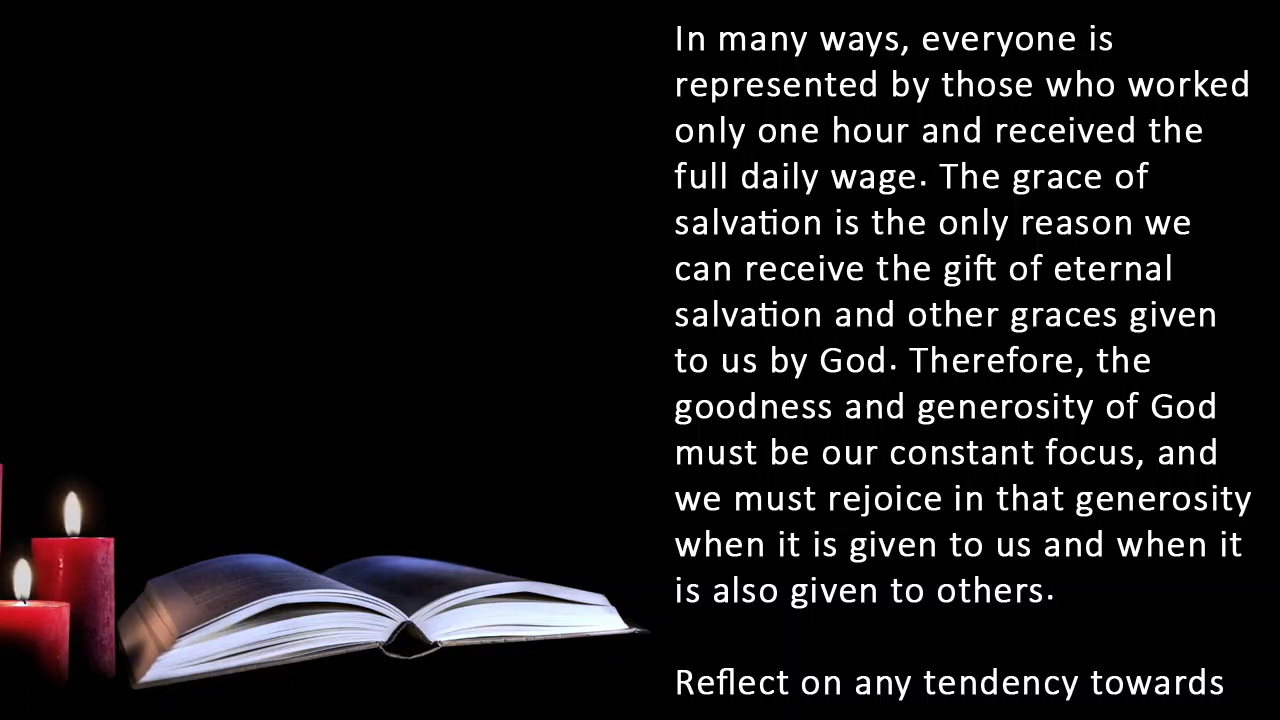 In many ways, everyone is
represented by those who worked
only one hour and received the
full daily wage. The grace of
salvation is the only reason we
can receive the gift of eternal
salvation and other graces given
to us by God. Therefore, the
goodness and generosity of God
must be our constant focus, and
we must rejoice in that generosity
when it is given to us and when it
is also given to others.
Reflect on any tendency towards